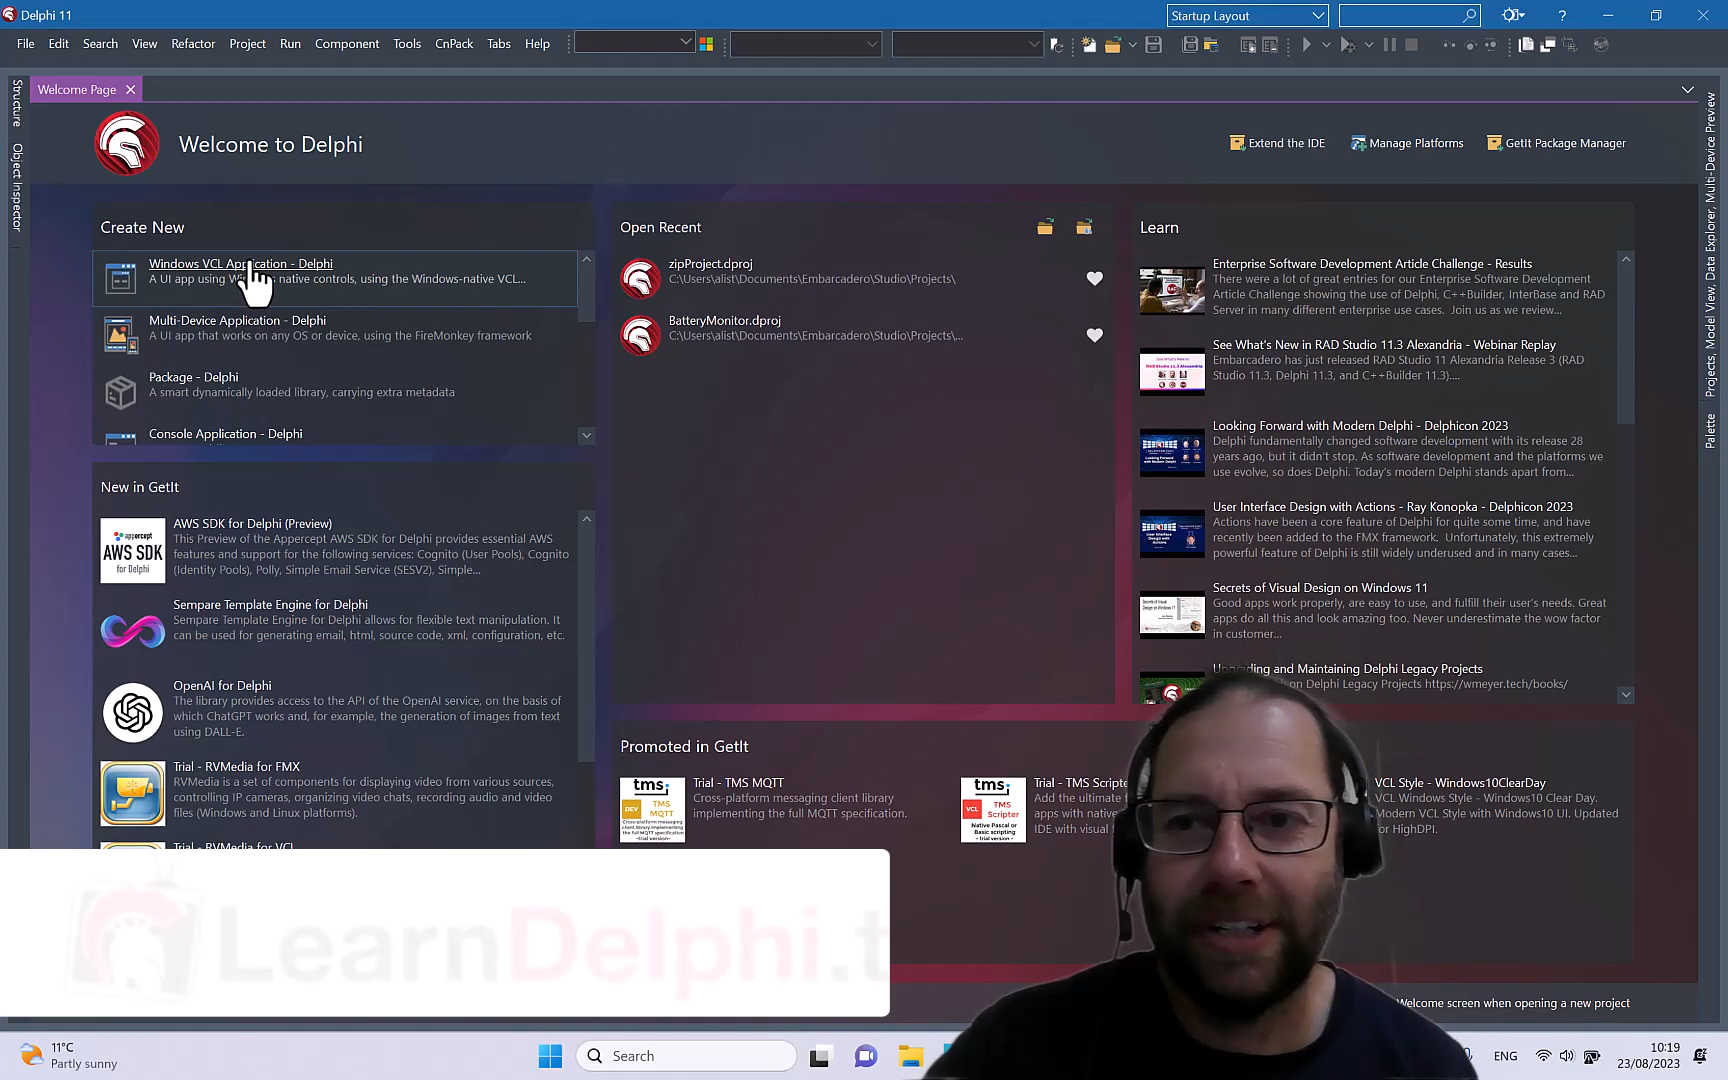 Delphi 11
Startup Layout
File Edit Search View Refactor Project Run Component Tools CnPack Tabs Help
Structure
Object Inspector
Welcome Page
Projects, Model View, Data Explorer, Multi-Device Preview
Palette
Welcome to Delphi
Extend the IDE
Manage Platforms
GetIt Package Manager
Create New
Windows VCL Application - Delphi
A UI app using native controls, using the Windows-native VCL...
Multi-Device Application - Delphi
A UI app that works on any OS or device, using the FireMonkey framework
Package - Delphi
A smart dynamically loaded library, carrying extra metadata
Console Application - Delphi
New in GetIt
appercept
AWS SDK
for Delphi
AWS SDK for Delphi (Preview)
This Preview of the Appercept AWS SDK for Delphi provides essential AWS
features and support for the following services: Cognito (User Pools), Cognito
(Identity Pools), Polly, Simple Email Service (SESV2), Simple...
Sempare Template Engine for Delphi
Sempare Template Engine for Delphi allows for flexible text manipulation. It
can be used for generating email, html, source code, xml, configuration, etc.
OpenAI for Delphi
The library provides access to the API of the OpenAI service, on the basis of
which ChatGPT works and, for example, the generation of images from text
using DALL-E.
Trial - RVMedia for FMX
RVMedia is a set of components for displaying video from various sources,
controlling IP cameras, organizing video chats, recording audio and video
files (Windows and Linux platforms).
Trial - RVMedia for VCL
Open Recent
zipProject.dproj
C:\Users\alist\Documents\Embarcadero\Studio\Projects\
BatteryMonitor.dproj
C:\Users\alist\Documents\Embarcadero\Studio\Projects\...
Learn
Enterprise Software Development Article Challenge - Results
There were a lot of great entries for our Enterprise Software Development
Article Challenge showing the use of Delphi, C++Builder, InterBase and RAD
Server in many different enterprise use cases. Join us as we review...
See What's New in RAD Studio 11.3 Alexandria - Webinar Replay
Embarcadero has just released RAD Studio 11 Alexandria Release 3 (RAD
Studio 11.3, Delphi 11.3, and C++Builder 11.3)....
Looking Forward with Modern Delphi - Delphicon 2023
Delphi fundamentally changed software development with its release 28
years ago, but it didn't stop. As software development and the platforms we
use evolve, so does Delphi. Today's modern Delphi stands apart from...
User Interface Design with Actions - Ray Konopka - Delphicon 2023
Actions have been a core feature of Delphi for quite some time, and have
recently been added to the FMX framework. Unfortunately, this extremely
powerful feature of Delphi is still widely underused and in many cases...
Secrets of Visual Design on Windows 11
Good apps work properly, are easy to use, and fulfill their user's needs. Great
apps do all this and look amazing too. Never underestimate the wow factor
in customer...
and Maintaining Delphi Legacy Projects
on Delphi Legacy Projects https://wmeyer.tech/books/
Promoted in GetIt
tms
DEV
TMS
MQTT
Trial - TMS MQTT
Cross-platform messaging client library
implementing the full MQTT specification.
tms
VCL
TMS
Scripter
Native Pascal or
Basic scripting
- trial version -
Trial - TMS Scripte
Add the ultimate
apps with native
IDE with visual
VCL Style - Windows10ClearDay
VCL Windows Style - Windows10 Clear Day.
Modern VCL Style with Windows10 UI. Updated
for HighDPI.
LearnDelphi.t
Welcome screen when opening a new project
11°C
Partly sunny
Search
ENG
10:19
23/08/2023